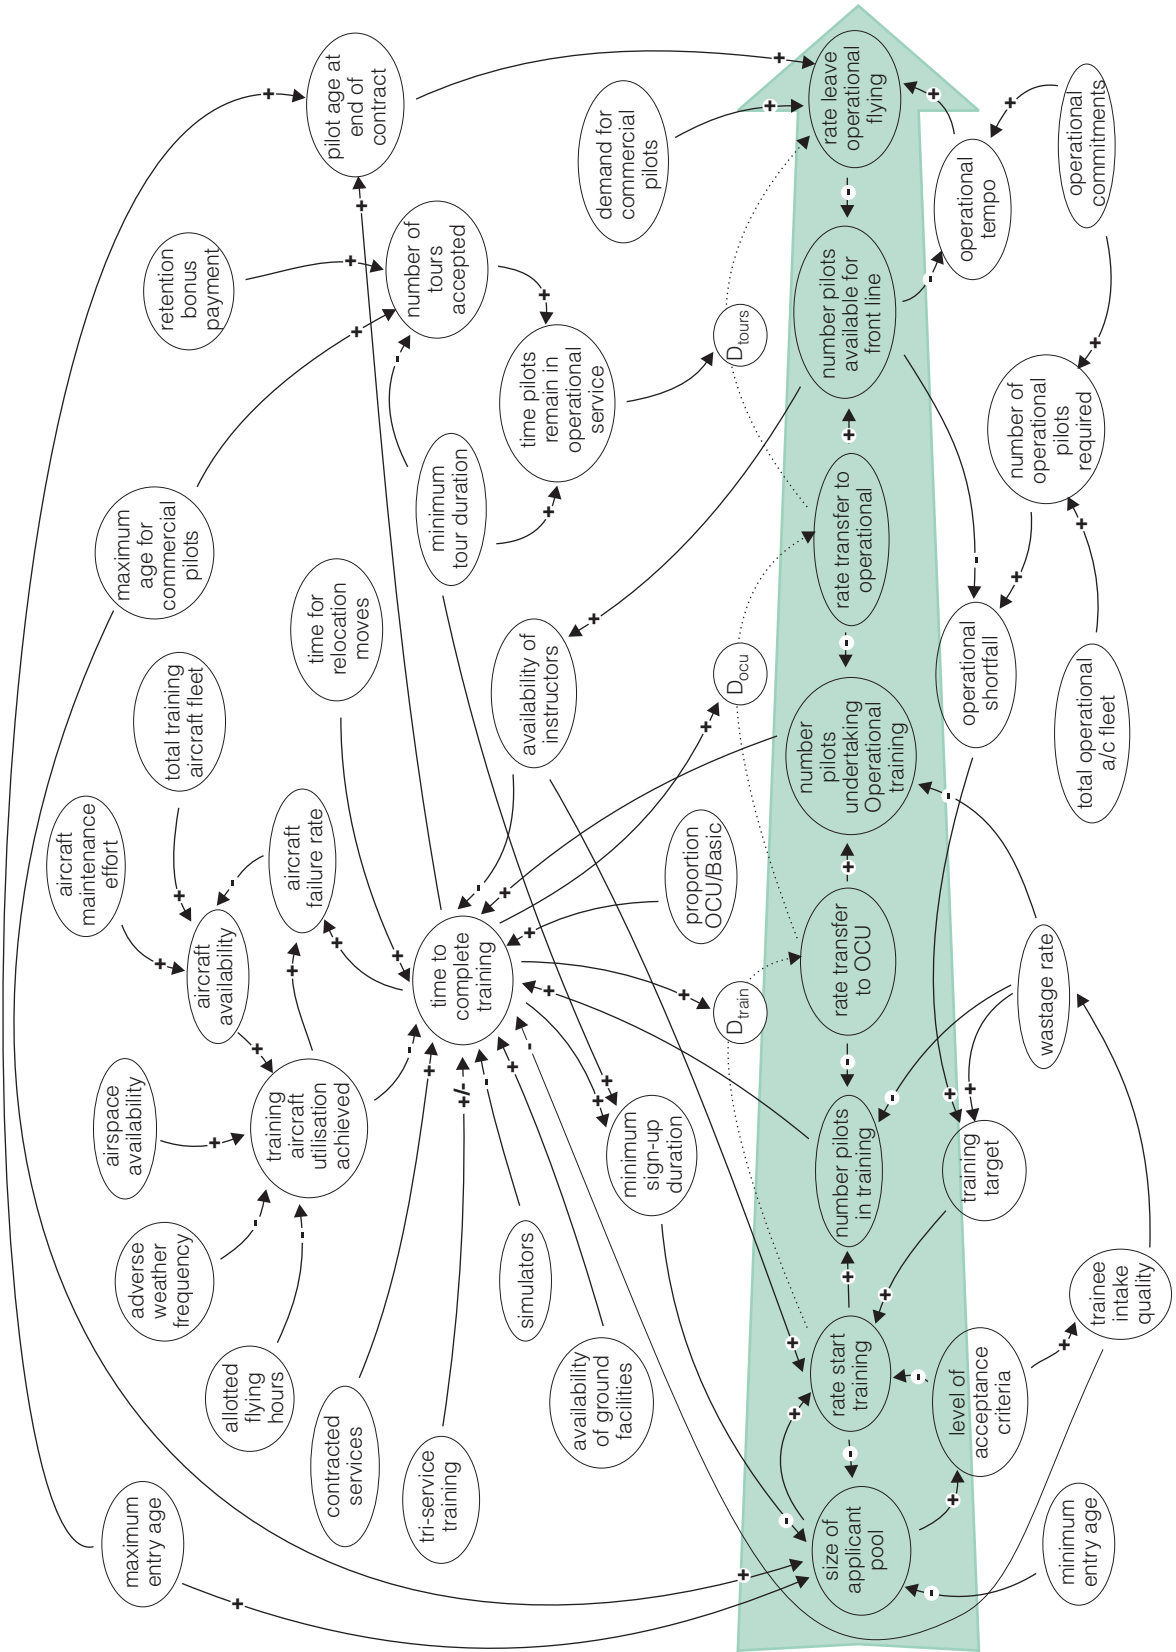 maximum
entry age
adverse
weather
frequency
airspace
availability
aircraft
maintenance
effort
total training
aircraft fleet
maximum
age for
commercial
pilots
retention
bonus
payment
allotted
flying
hours
training
aircraft
utilisation
achieved
aircraft
availability
aircraft
failure rate
time for
relocation
moves
pilot age at
end of
contract
contracted
services
tri-service
training
+/-
time to
complete
training
minimum
tour duration
number of
tours
accepted
simulators
availability of
instructors
time pilots
remain in
operational
service
availability
of ground
facilities
minimum
sign-up
duration
proportion
OCU/Basic
demand for
commercial
pilots
Dtrain
Docu
Dtours
size of
applicant
pool
rate start
training
number pilots
in training
rate transfer
to OCU
number
pilots
undertaking
Operational
training
rate transfer to
operational
number pilots
available for
front line
rate leave
operational
flying
level of
acceptance
criteria
training
target
operational
shortfall
operational
tempo
minimum
entry age
trainee
intake
quality
wastage rate
total operational
a/c fleet
number of
operational
pilots
required
operational
commitments